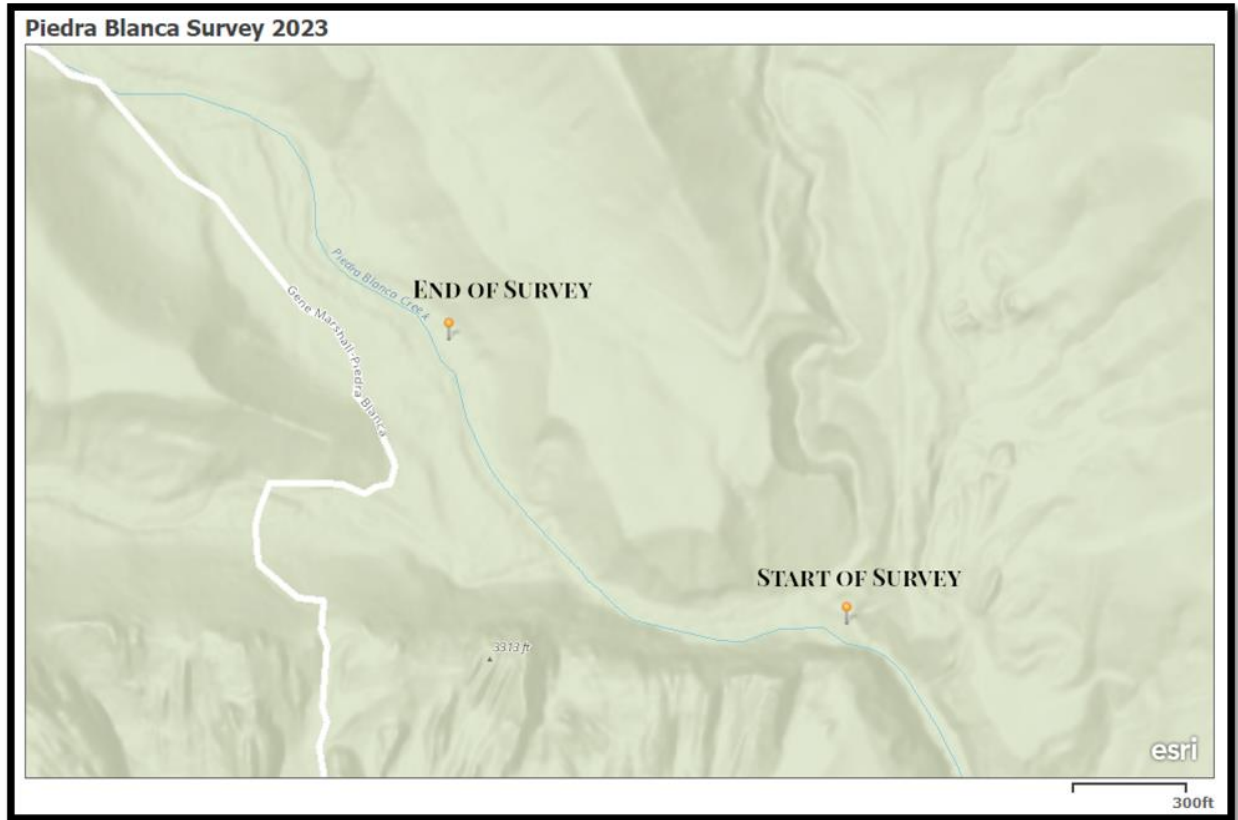 Piedra Blanca Survey 2023
Piedra Blanca Creek
END OF SURVEY
Gene Marshall-Piedra Blanca
START OF SURVEY
3313 ft
esri
300ft